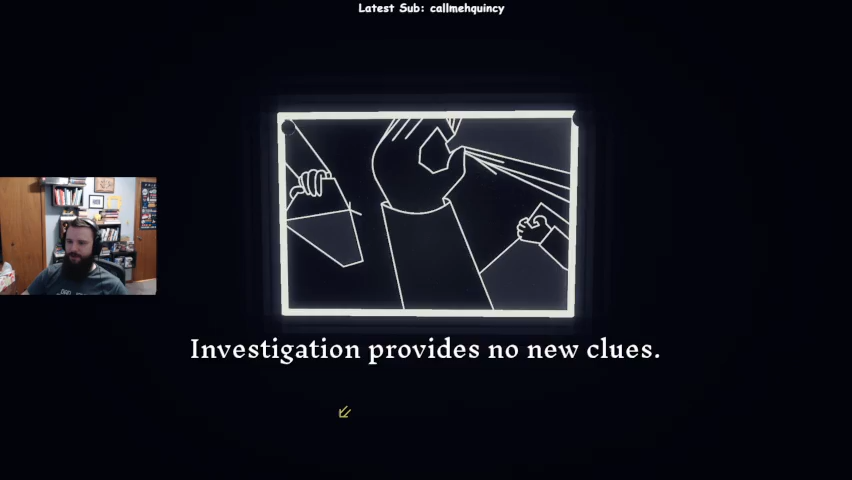 Latest Sub: callmehquincy
Investigation provides no new clues.